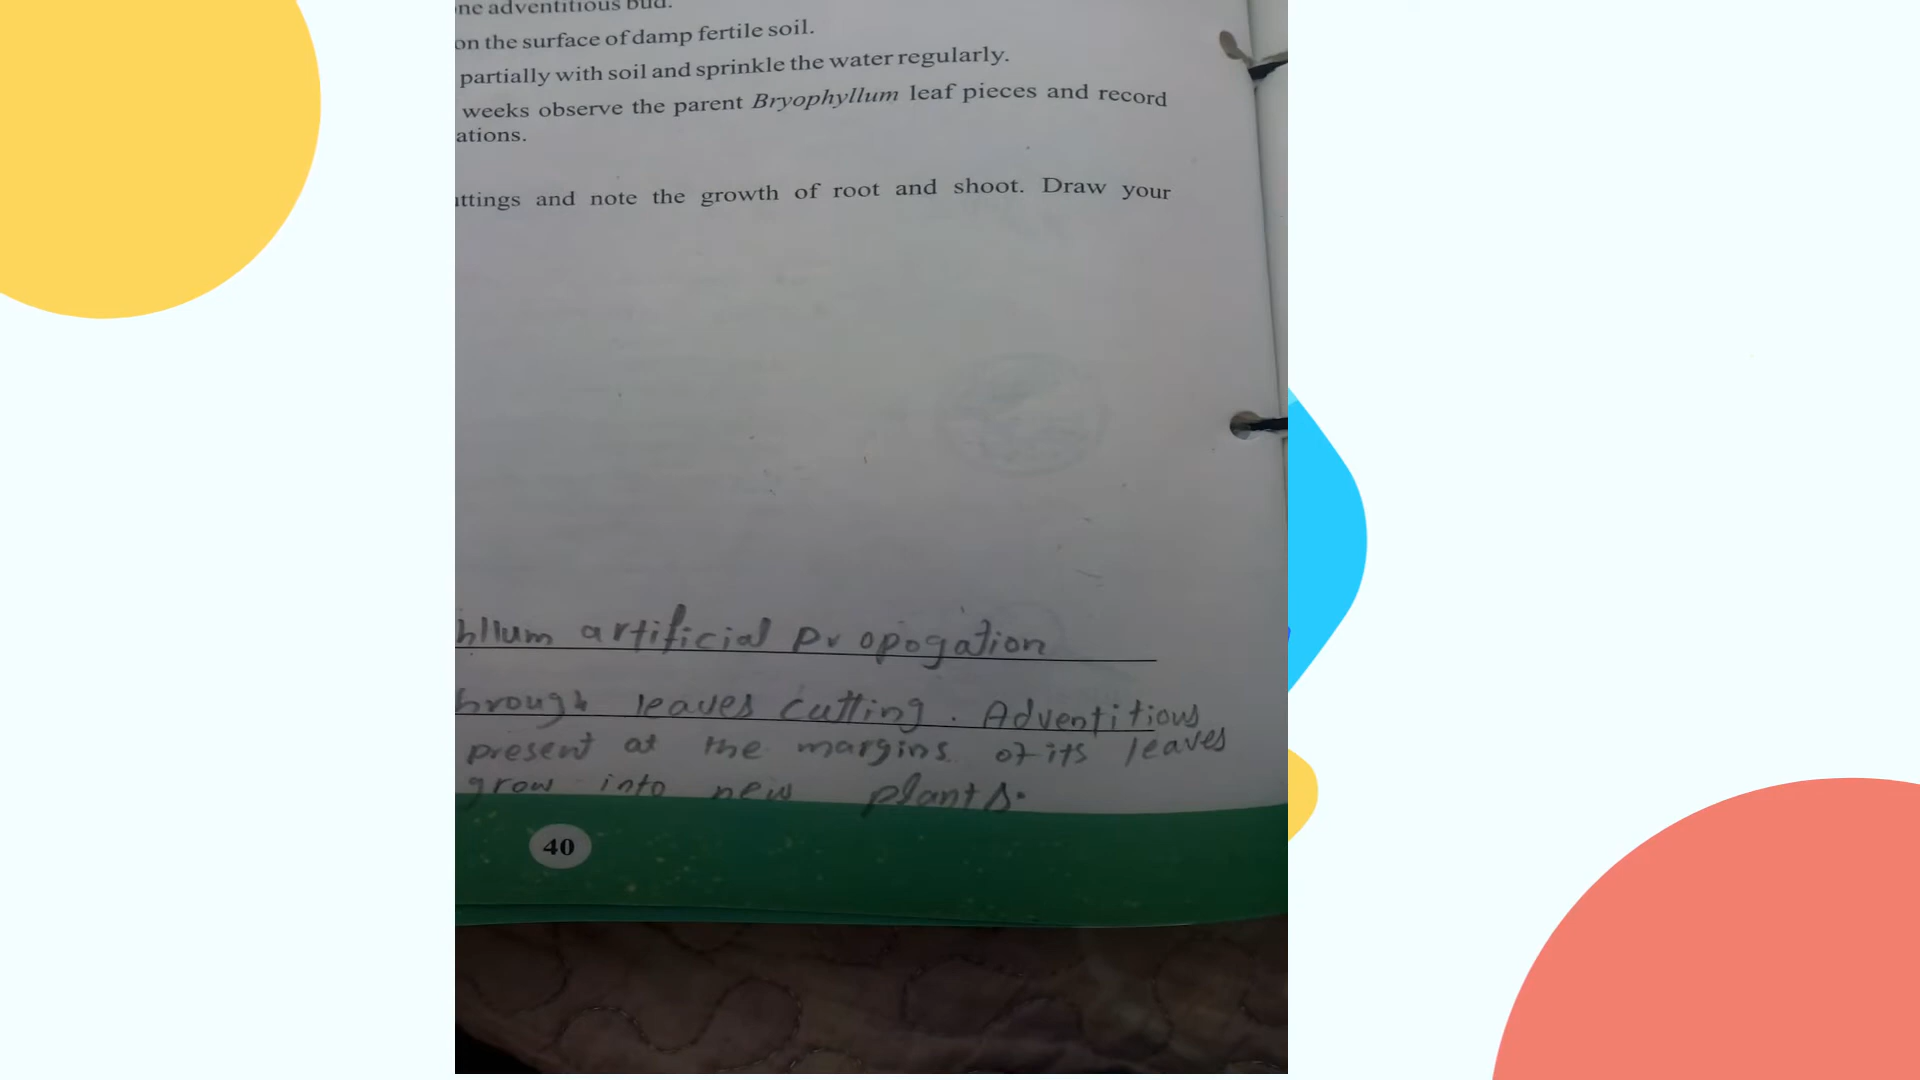 ne adventitious bud.
on the surface of damp fertile soil.
partially with soil and sprinkle the water regularly.
weeks observe the parent Bryophyllum leaf pieces and record
ations.
ttings and note the growth of root and shoot. Draw your
hllum artificial propogation
hrough leaves cutting. Adventitious
present at the margins of its leaves
grow into new plants.
40